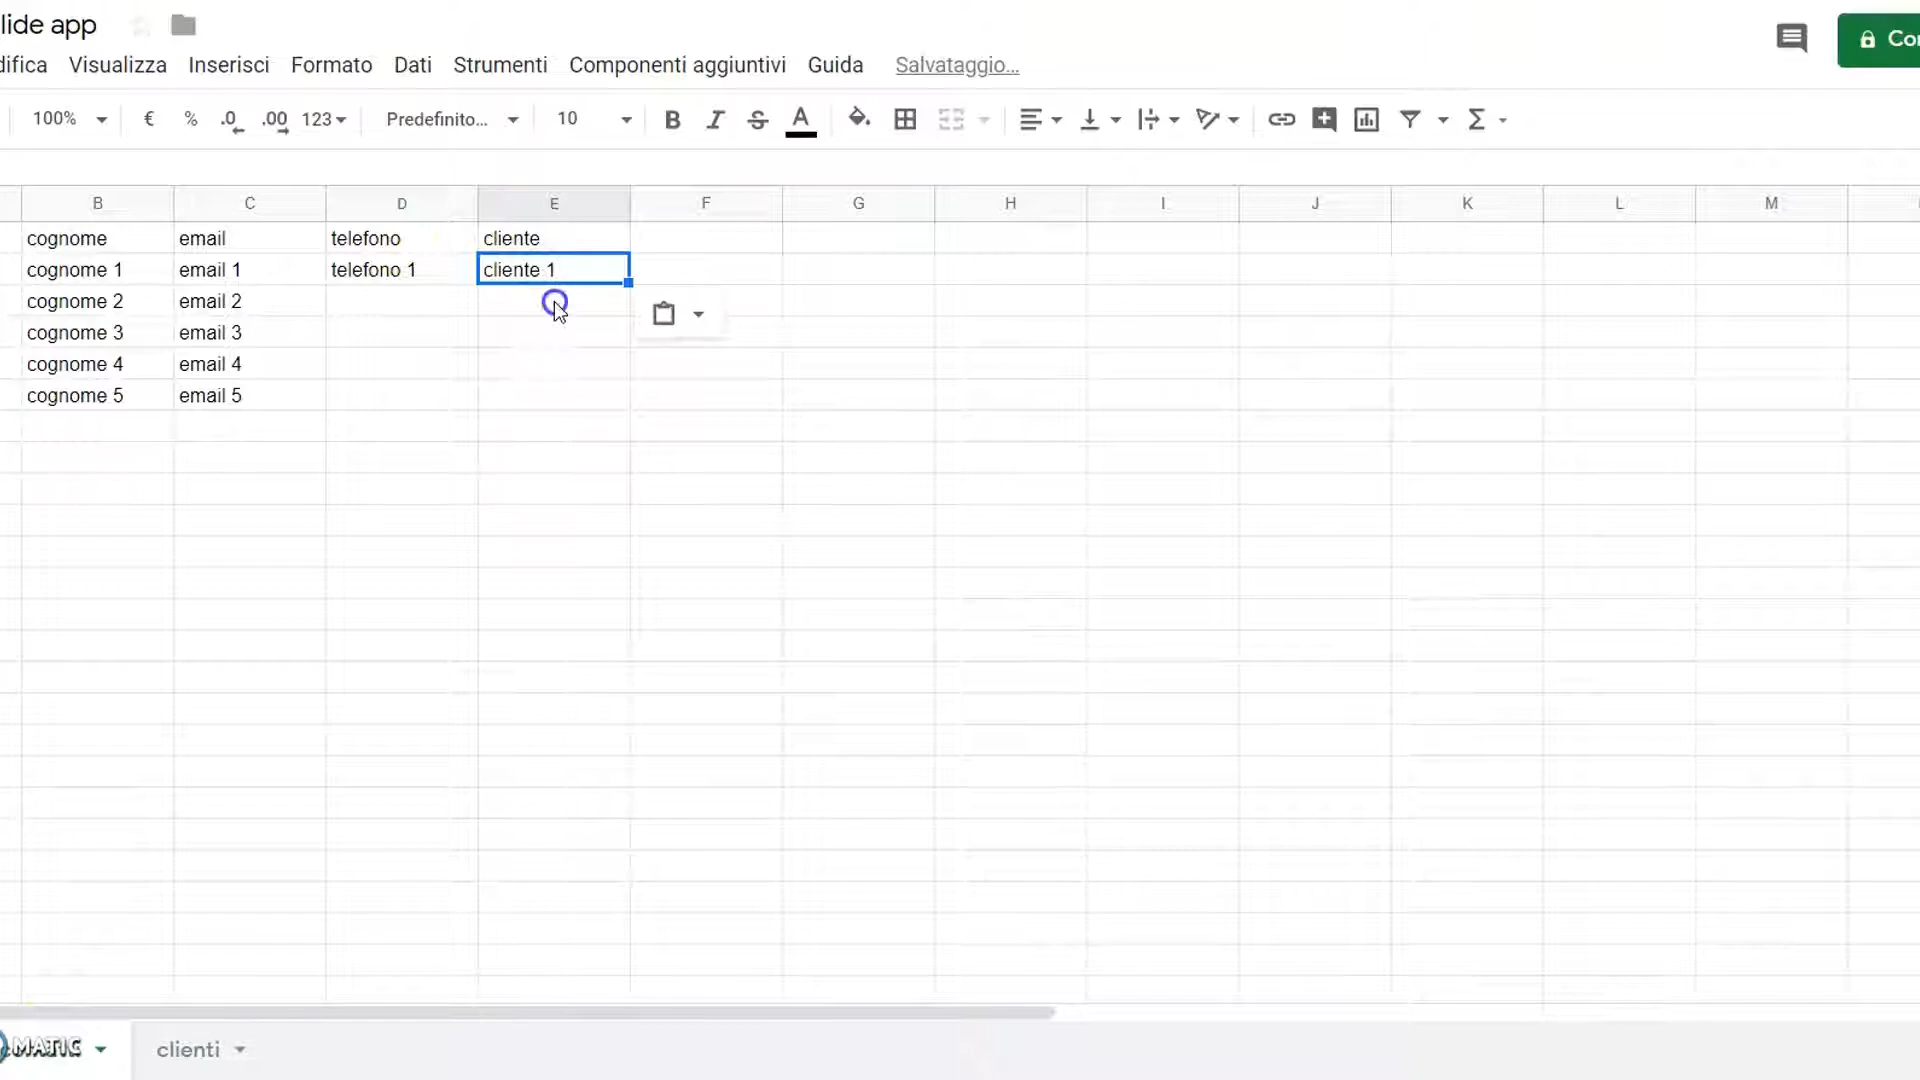 lide app
difica Visualizza Inserisci Formato Dati Strumenti Componenti aggiuntivi Guida Salvataggio...
100% € % .0 .00 123 Predefinito... 10 B I S A Σ Co
B C D E F G H I J K L M
cognome email telefono cliente
cognome 1 email 1 telefono 1 cliente 1
cognome 2 email 2
cognome 3 email 3
cognome 4 email 4
cognome 5 email 5
MATIC clienti